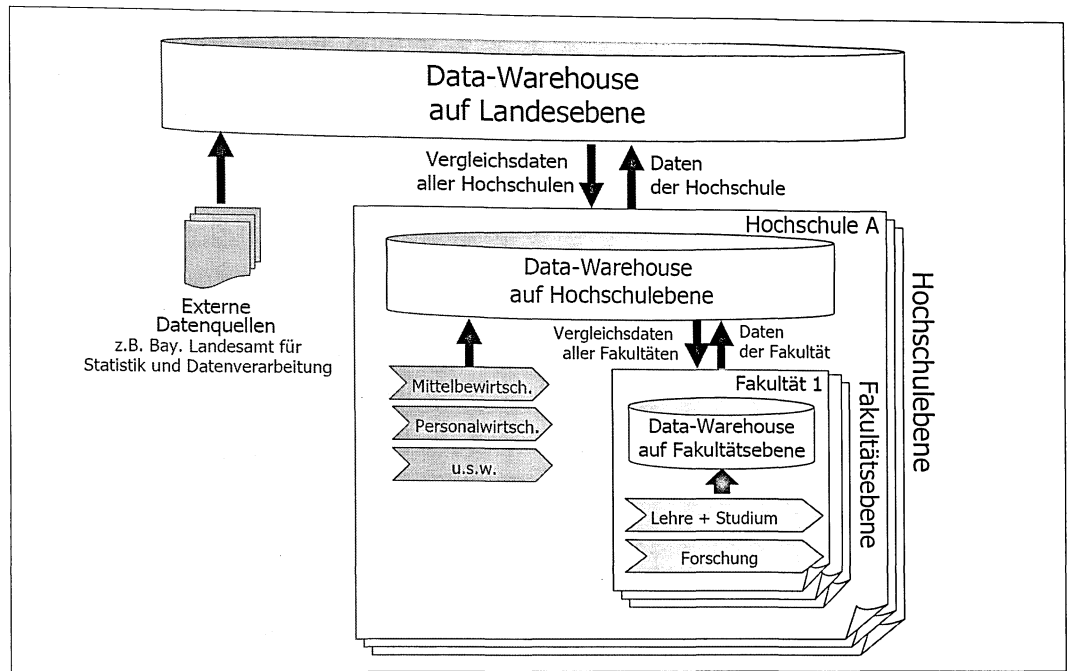 Data-Warehouse
auf Landesebene
Vergleichsdaten
aller Hochschulen
Daten
der Hochschule
Externe
Datenquellen
z.B. Bay. Landesamt für
Statistik und Datenverarbeitung
Hochschule A
Data-Warehouse
auf Hochschulebene
Vergleichsdaten
aller Fakultäten
Daten
der Fakultät
Mittelbewirtsch.
Personalwirtsch.
u.s.w.
Fakultät 1
Data-Warehouse
auf Fakultätsebene
Lehre + Studium
Forschung
Fakultätsebene
Hochschulebene